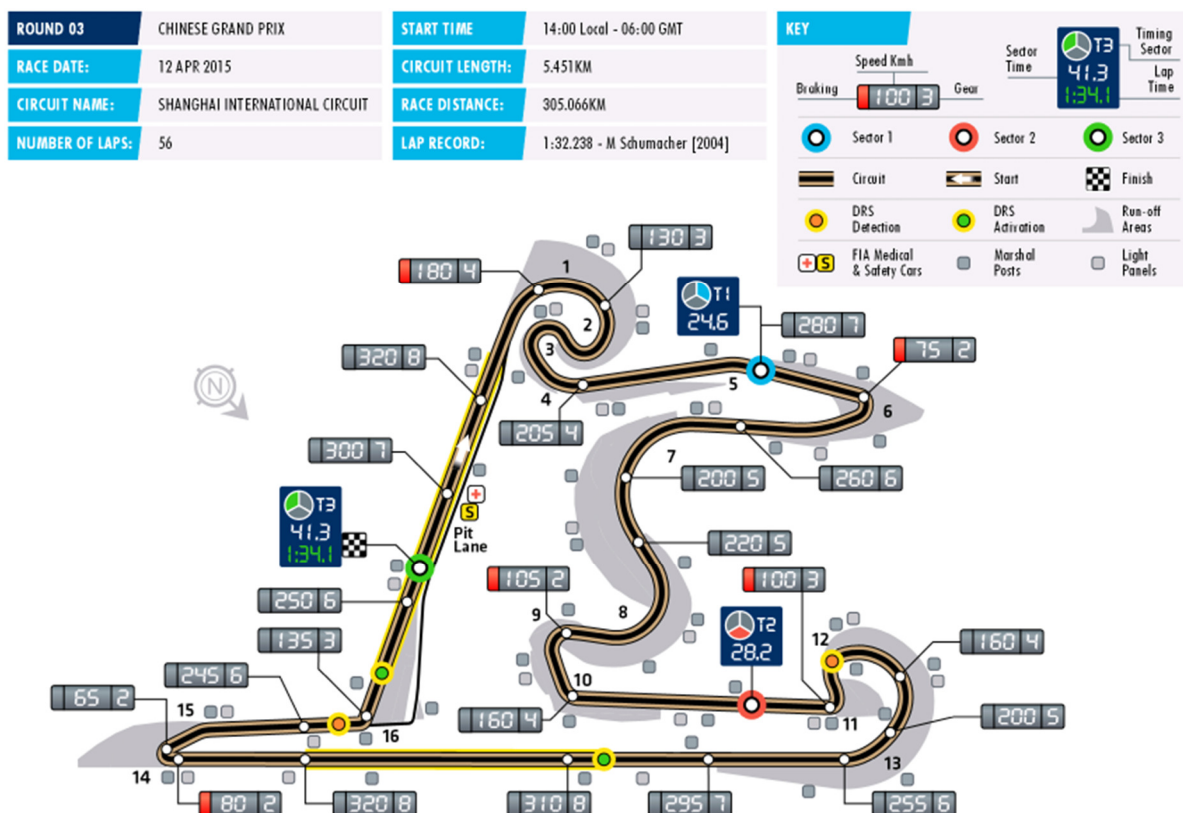 ROUND 03 CHINESE GRAND PRIX
RACE DATE: 12 APR 2015
CIRCUIT NAME: SHANGHAI INTERNATIONAL CIRCUIT
NUMBER OF LAPS: 56
START TIME 14:00 Local - 06:00 GMT
CIRCUIT LENGTH: 5.451KM
RACE DISTANCE: 305.066KM
LAP RECORD: 1:32.238 - M Schumacher [2004]
KEY
Speed Kmh
Braking 100 3 Gear
Sector Time
T3
41.3
1:34.1
Timing Sector
Lap Time
Sector 1 Sector 2 Sector 3
Circuit Start Finish
DRS Detection
DRS Activation
Run-off Areas
S
FIA Medical & Safety Cars
Marshal Posts
Light Panels
130 3
1
180 4
T1
24.6
2
280 7
3
320 8
75 2
5
4
6
N
205 4
300 7
7
200 5
260 6
T3
41.3
1:34.1
S
Pit Lane
220 5
105 2
100 3
250 6
9
8
T2
28.2
12
135 3
160 4
245 6
10
65 2
15
160 4
11
200 5
16
13
14
80 2
320 8
310 8
295 7
255 6